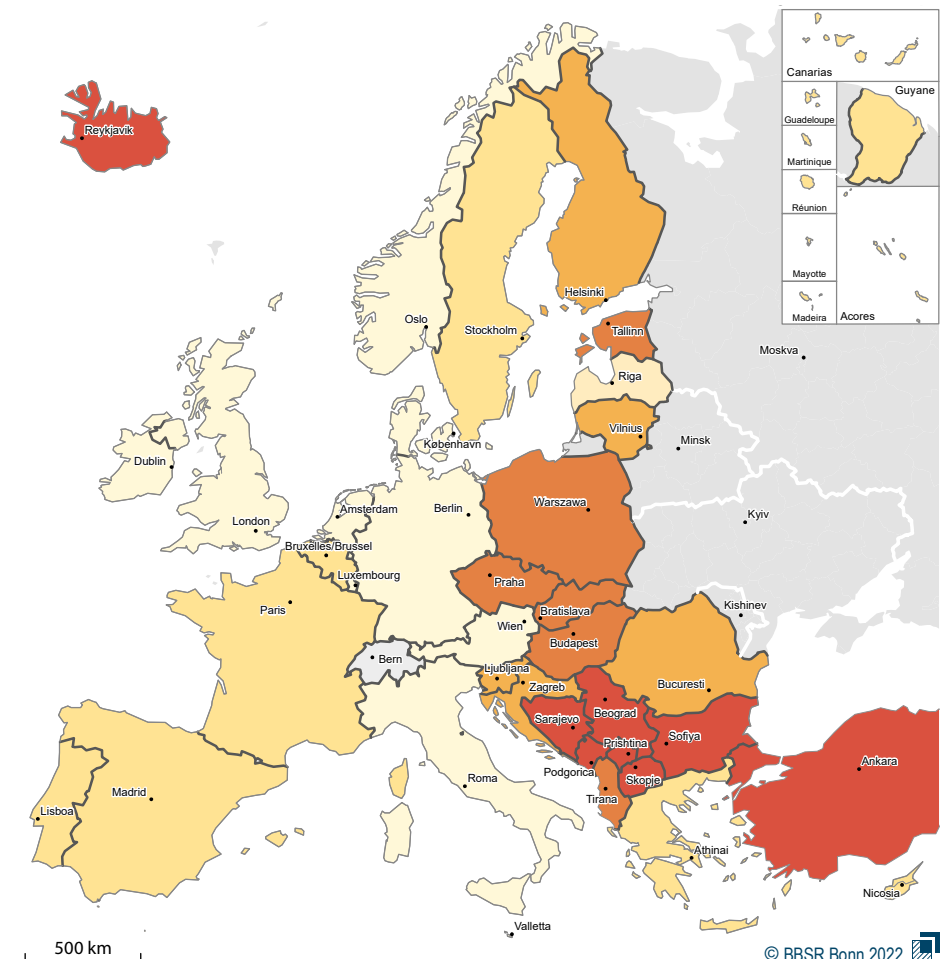 Canarias
Guyane
Guadeloupe
Martinique
Réunion
Mayotte
Madeira
Acores
Reykjavik
Helsinki
Oslo
Stockholm
Tallinn
Moskva
Riga
Vilnius
Minsk
København
Dublin
London
Amsterdam
Berlin
Warszawa
Kyiv
Bruxelles/Brussel
Luxembourg
Praha
Paris
Kishinev
Bratislava
Wien
Budapest
Bern
Ljubljana
Zagreb
Bucuresti
Beograd
Sarajevo
Prishtina
Sofiya
Podgorica
Skopje
Ankara
Roma
Madrid
Tirana
Lisboa
Athinai
Nicosia
Valletta
500 km
© BBSR Bonn 2022